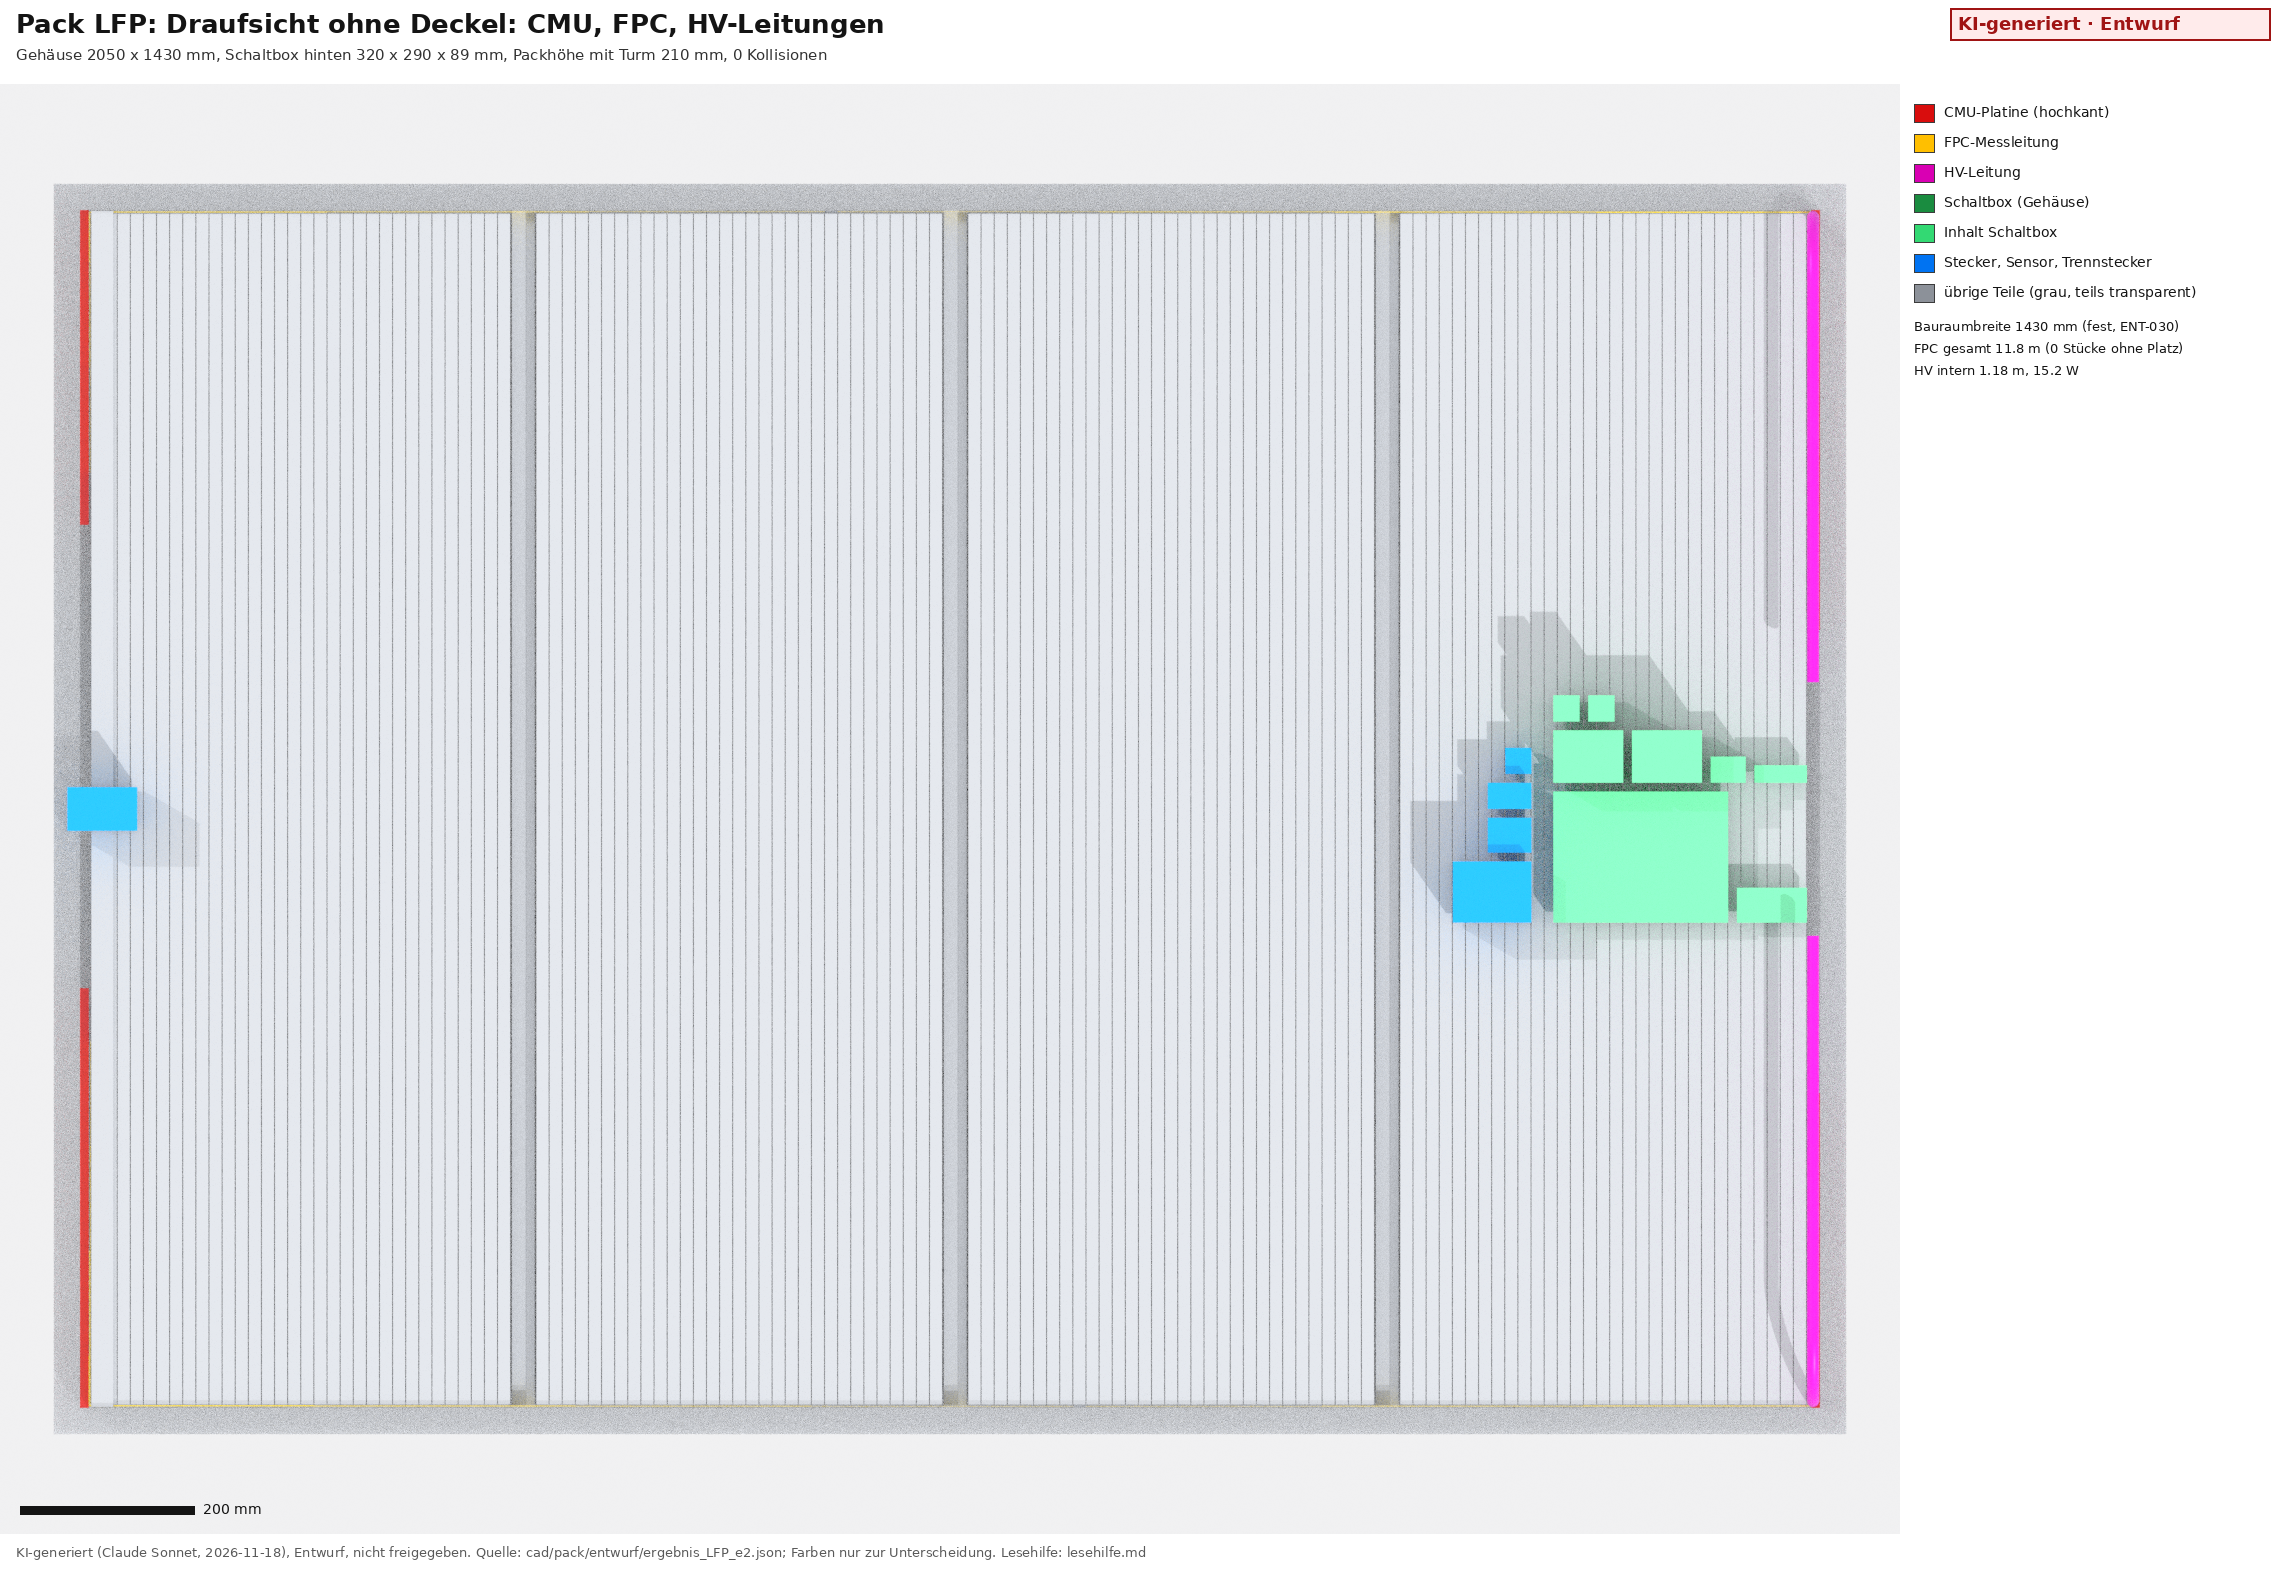 Pack LFP: Draufsicht ohne Deckel: CMU, FPC, HV-Leitungen
KI-generiert · Entwurf
Gehäuse 2050 x 1430 mm, Schaltbox hinten 320 x 290 x 89 mm, Packhöhe mit Turm 210 mm, 0 Kollisionen
CMU-Platine (hochkant)
FPC-Messleitung
HV-Leitung
Schaltbox (Gehäuse)
Inhalt Schaltbox
Stecker, Sensor, Trennstecker
übrige Teile (grau, teils transparent)
Bauraumbreite 1430 mm (fest, ENT-030)
FPC gesamt 11.8 m (0 Stücke ohne Platz)
HV intern 1.18 m, 15.2 W
200 mm
KI-generiert (Claude Sonnet, 2026-11-18), Entwurf, nicht freigegeben. Quelle: cad/pack/entwurf/ergebnis_LFP_e2.json; Farben nur zur Unterscheidung. Lesehilfe: lesehilfe.md